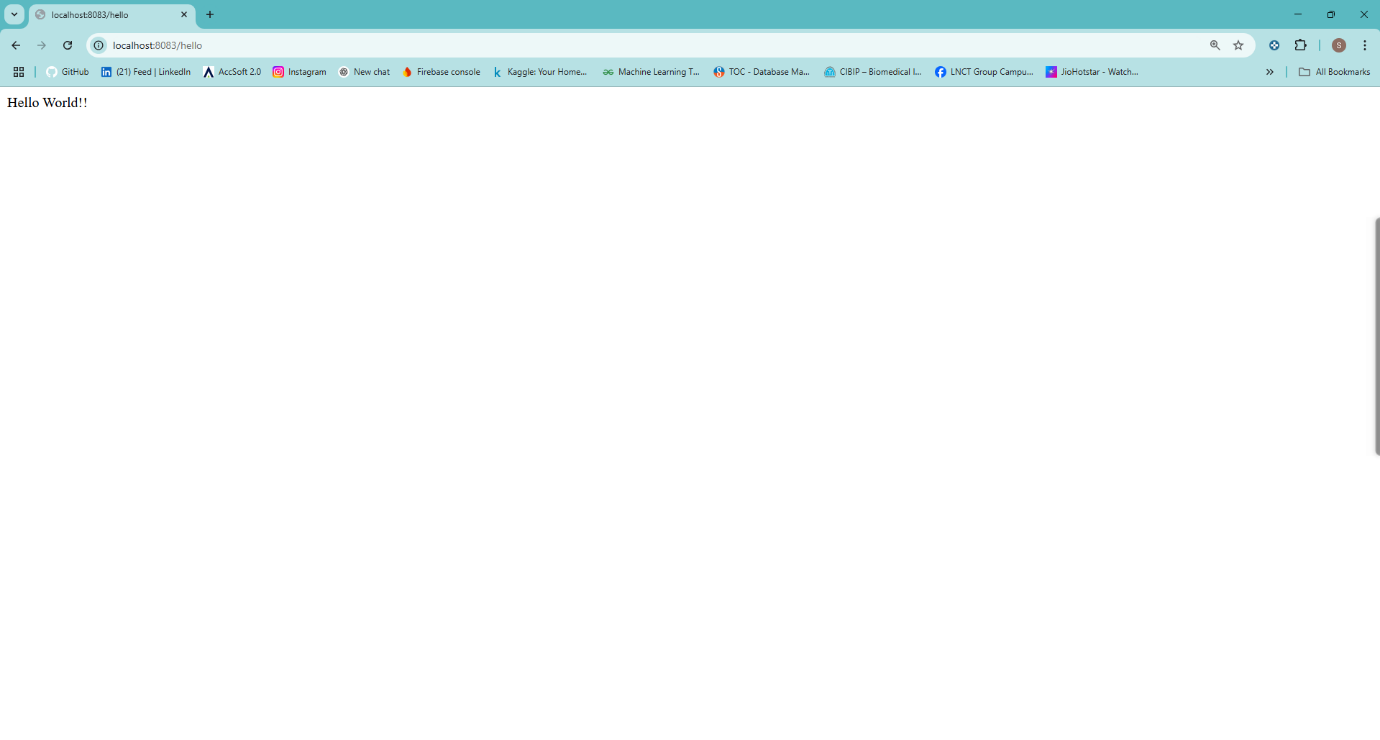 localhost:8083/hello
localhost:8083/hello
S
GitHub (21) Feed | LinkedIn AccSoft 2.0 Instagram New chat Firebase console Kaggle: Your Home... Machine Learning T... TOC - Database Ma... CIBIP – Biomedical I... LNCT Group Campu... JioHotstar - Watch... All Bookmarks
Hello World!!